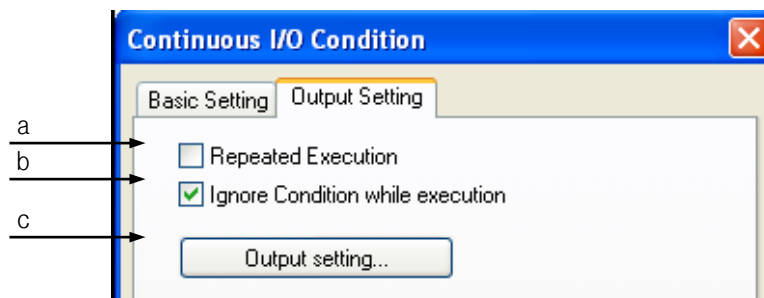 Continuous I/O Condition
Basic Setting
Output Setting
a
Repeated Execution
b
Ignore Condition while execution
c
Output setting...